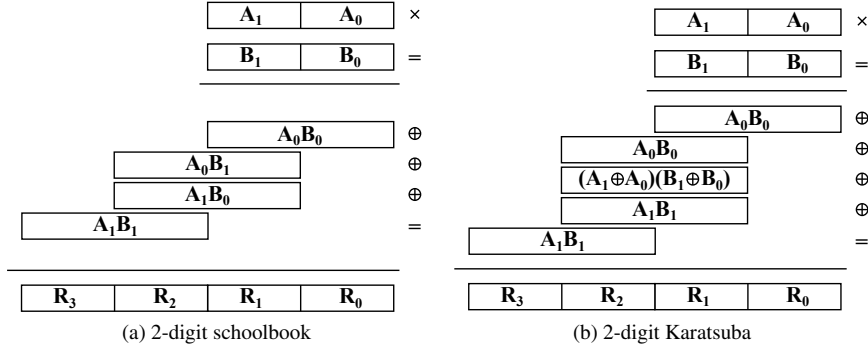 A₁ A₀ ×
B₁ B₀ =
A₀B₀ ⊕
A₀B₁ ⊕
A₁B₀ ⊕
A₁B₁ =
R₃ R₂ R₁ R₀
(a) 2-digit schoolbook
A₁ A₀ ×
B₁ B₀ =
A₀B₀ ⊕
A₀B₀ ⊕
(A₁⊕A₀)(B₁⊕B₀) ⊕
A₁B₁ ⊕
A₁B₁ =
R₃ R₂ R₁ R₀
(b) 2-digit Karatsuba